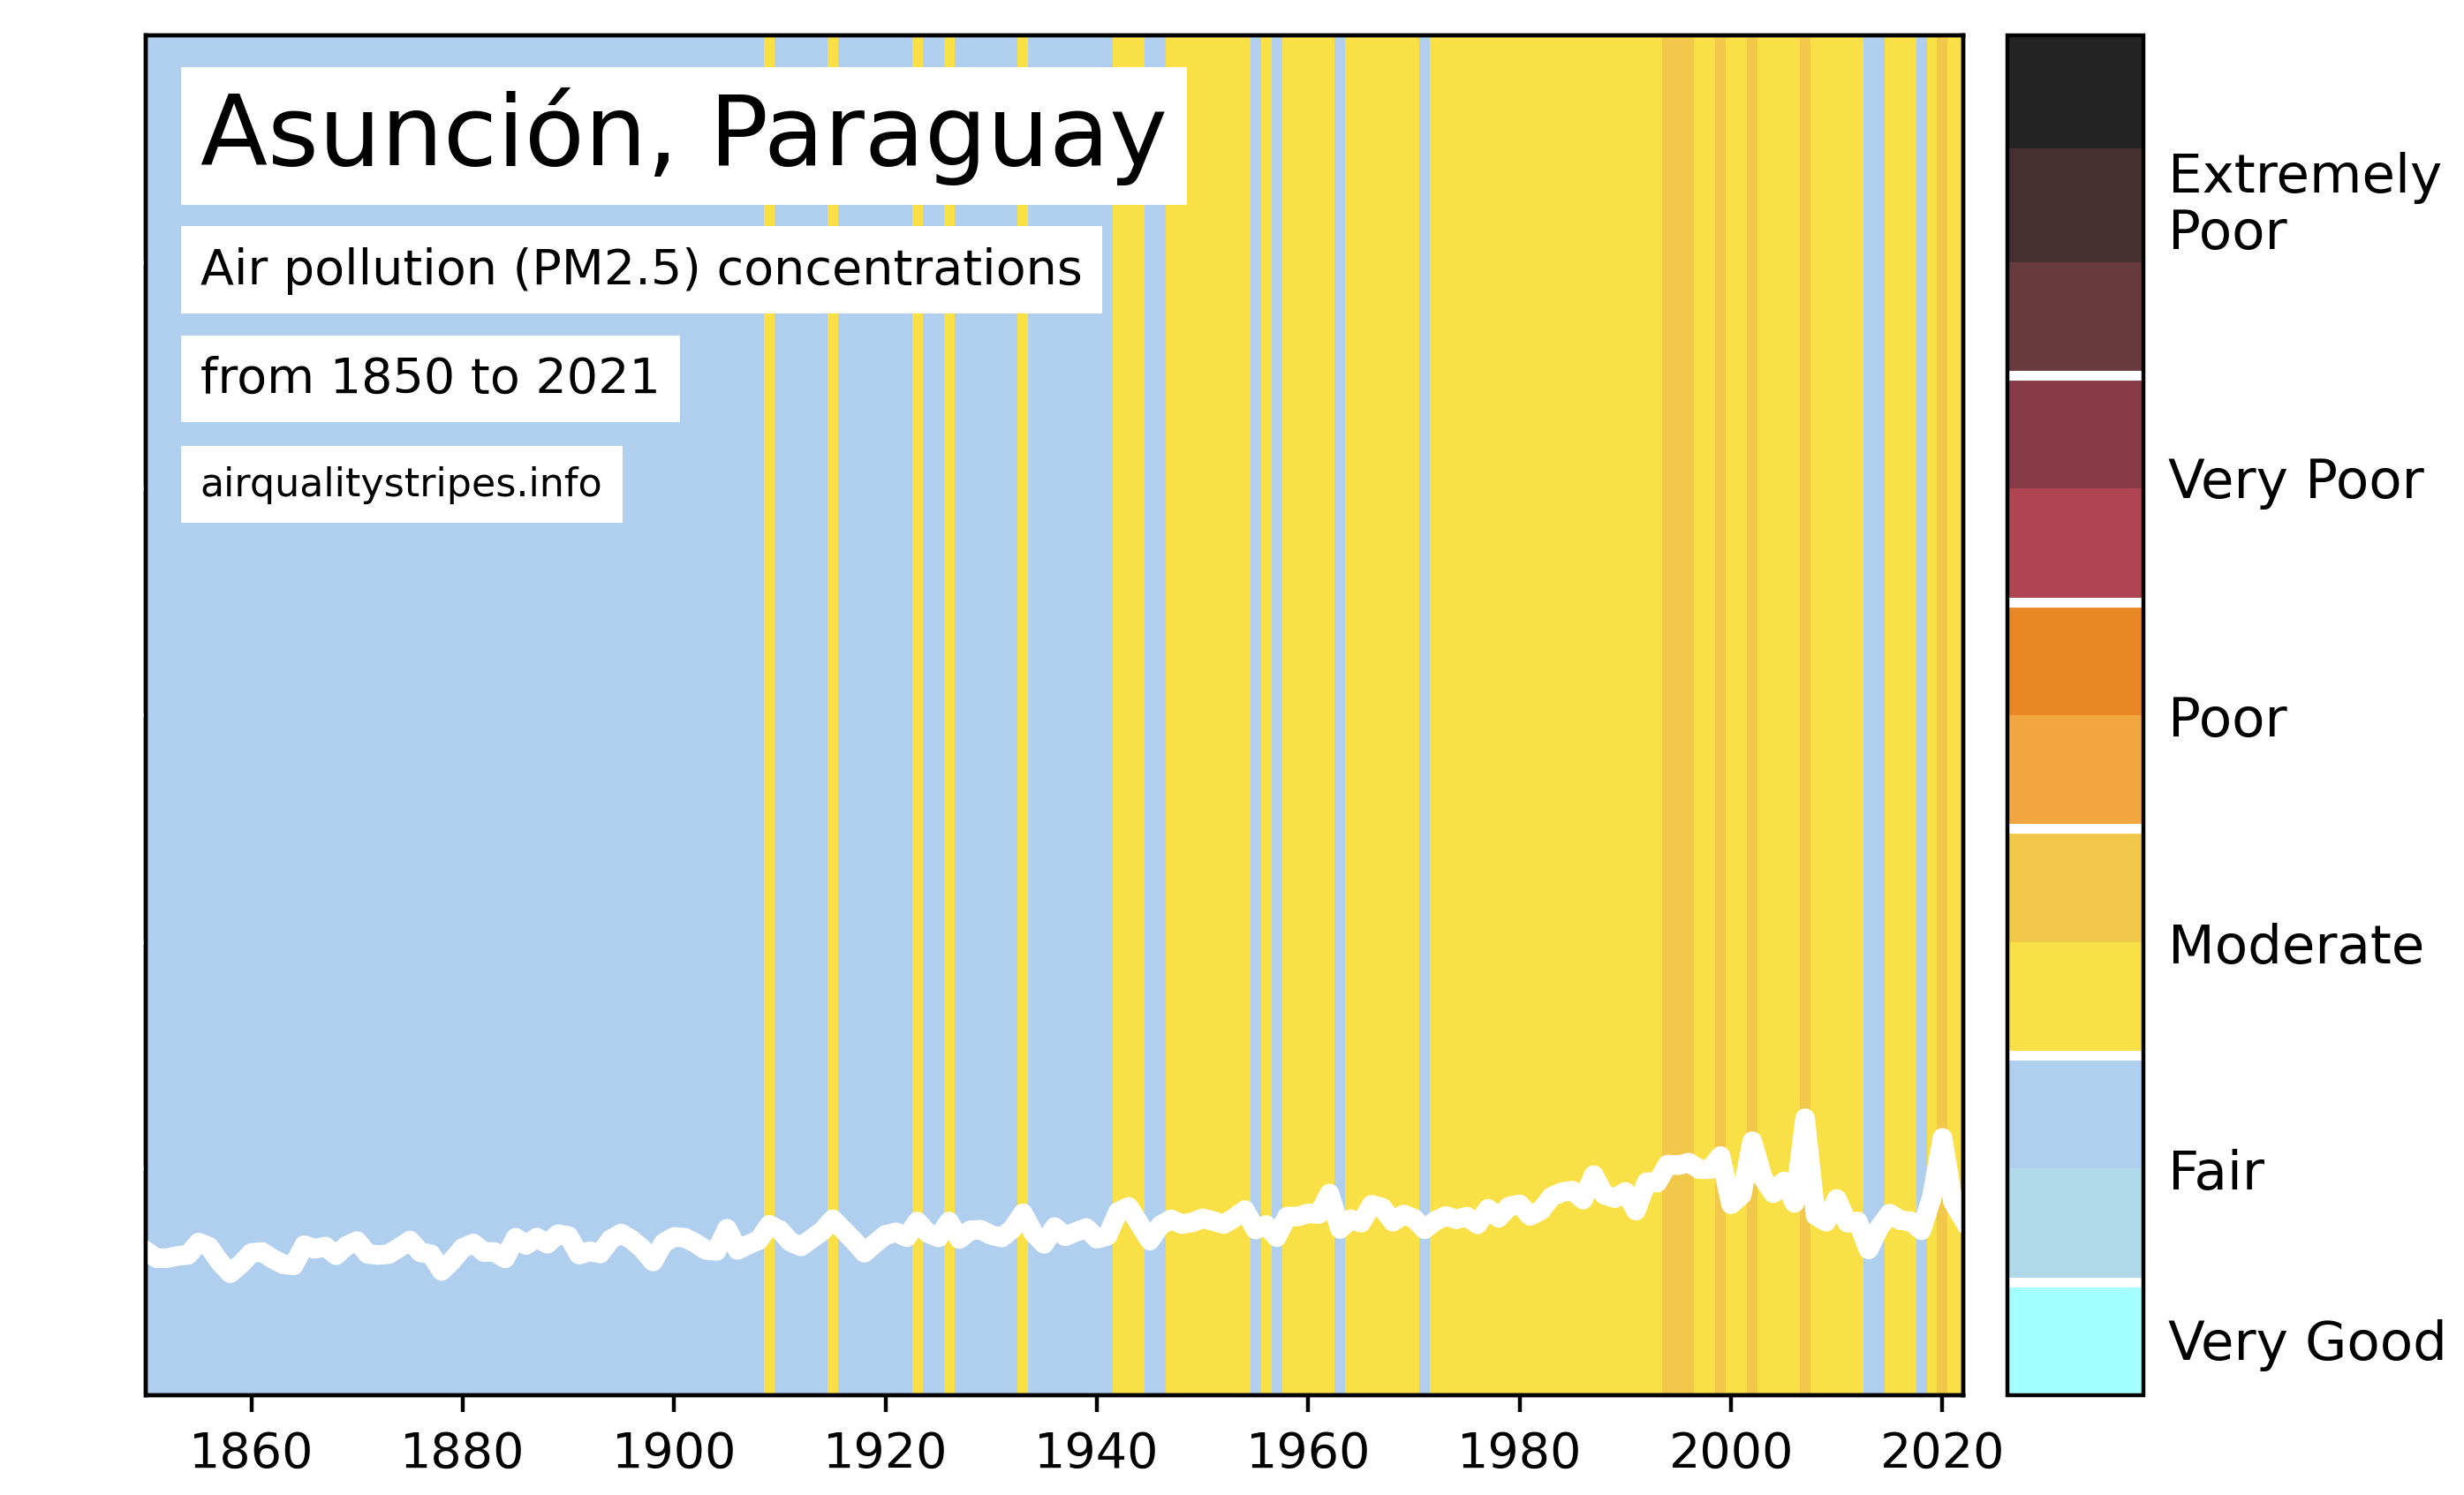 Asunción, Paraguay
Air pollution (PM2.5) concentrations
from 1850 to 2021
airqualitystripes.info
Extremely
Poor
Very Poor
Poor
Moderate
Fair
Very Good
1860 1880 1900 1920 1940 1960 1980 2000 2020